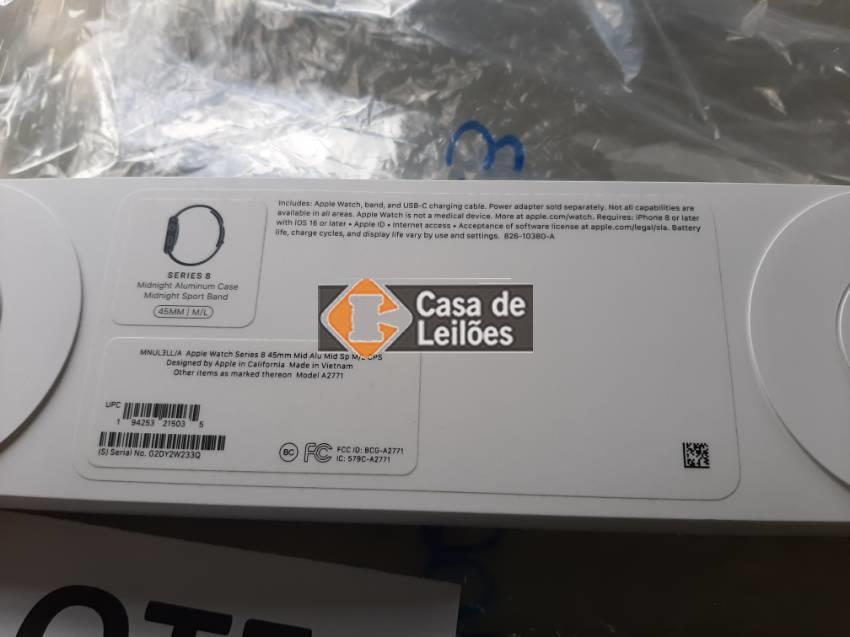 Includes: Apple Watch, band, and USB-C charging cable. Power adapter sold separately. Not all capabilities are
available in all areas. Apple Watch is not a medical device. More at apple.com/watch. Requires: iPhone 8 or later
with iOS 16 or later • Apple ID • Internet access • Acceptance of software license at apple.com/legal/sla. Battery
life, charge cycles, and display life vary by use and settings. 826-10380-A
SERIES 8
Midnight Aluminum Case
Midnight Sport Band
45MM / M/L
Casa de
Leilões
MNUL3LL/A Apple Watch Series 8 45mm Mid Alu Mid Sp M/L GPS
Designed by Apple in California Made in Vietnam
Other items as marked thereon Model A2771
UPC
1 94253 21503 5
(S) Serial No. G2DY2W233Q
BC FC FCC ID: BCG-A2771
IC: 579C-A2771